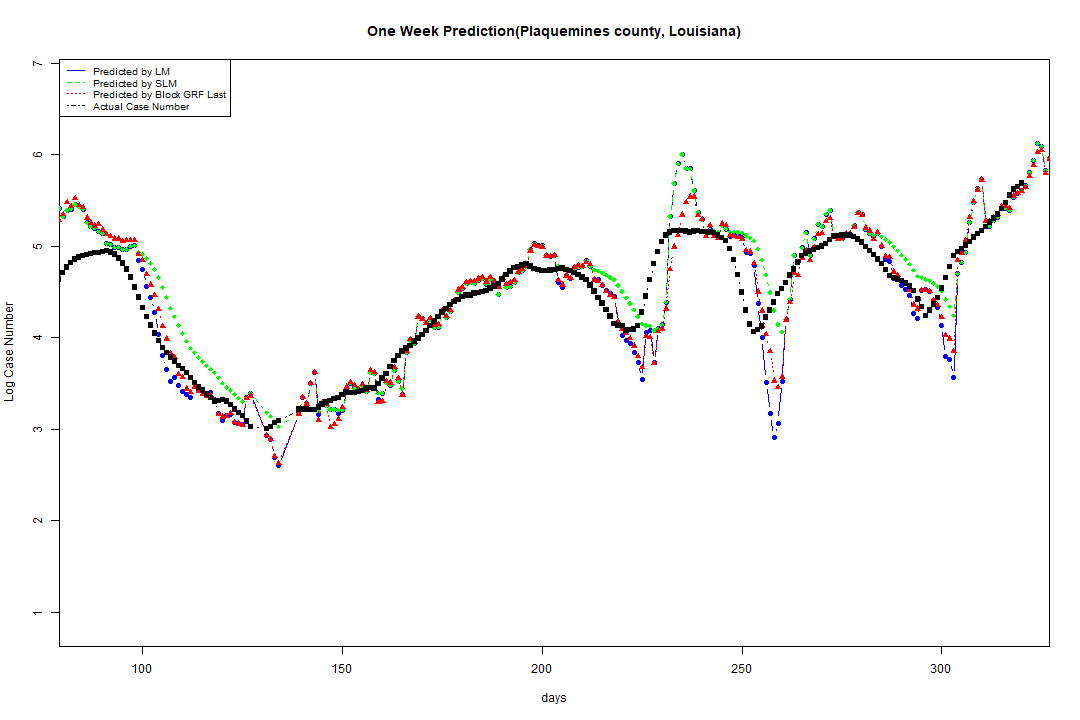 One Week Prediction(Plaquemines county, Louisiana)
7
Predicted by LM
Predicted by SLM
Predicted by Block GRF Last
Actual Case Number
6
5
4
3
2
1
Log Case Number
100 150 200 250 300
days